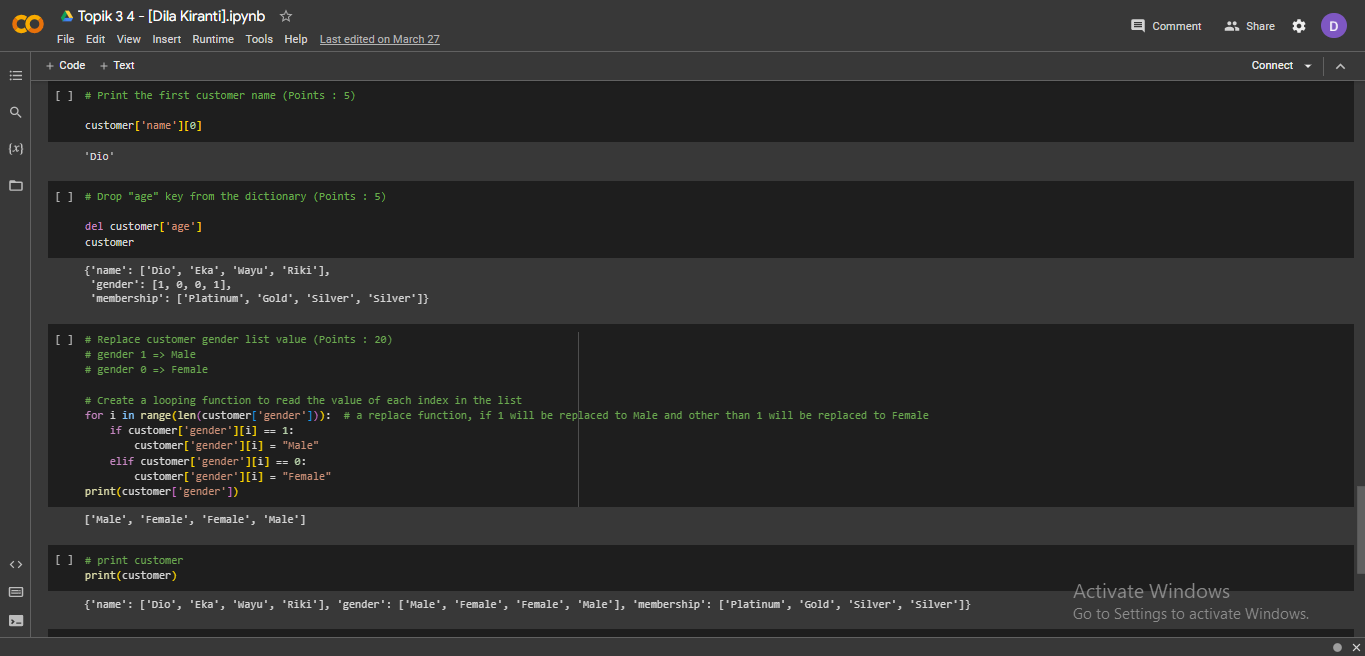 Topik 3 4 - [Dila Kiranti].ipynb
File Edit View Insert Runtime Tools Help Last edited on March 27
Comment Share D
+ Code + Text
Connect
{x}
[ ] # Print the first customer name (Points : 5)
customer['name'][0]
'Dio'
[ ] # Drop "age" key from the dictionary (Points : 5)
del customer['age']
customer
{'name': ['Dio', 'Eka', 'Wayu', 'Riki'],
'gender': [1, 0, 0, 1],
'membership': ['Platinum', 'Gold', 'Silver', 'Silver']}
[ ] # Replace customer gender list value (Points : 20)
# gender 1 => Male
# gender 0 => Female
# Create a looping function to read the value of each index in the list
for i in range(len(customer['gender'])): # a replace function, if 1 will be replaced to Male and other than 1 will be replaced to Female
if customer['gender'][i] == 1:
customer['gender'][i] = "Male"
elif customer['gender'][i] == 0:
customer['gender'][i] = "Female"
print(customer['gender'])
['Male', 'Female', 'Female', 'Male']
[ ] # print customer
print(customer)
{'name': ['Dio', 'Eka', 'Wayu', 'Riki'], 'gender': ['Male', 'Female', 'Female', 'Male'], 'membership': ['Platinum', 'Gold', 'Silver', 'Silver']}
Activate Windows
Go to Settings to activate Windows.